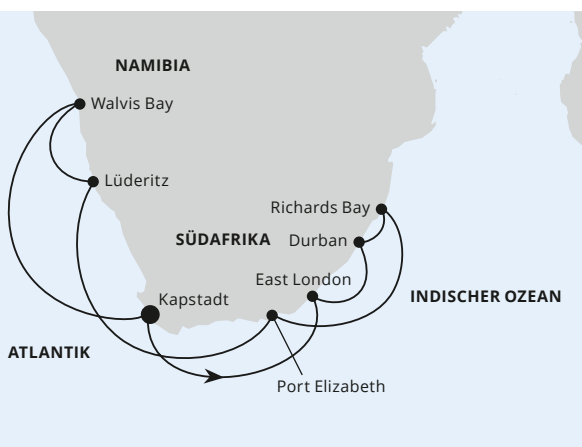 NAMIBIA
Walvis Bay
Lüderitz
Richards Bay
SÜDAFRIKA
Durban
East London
INDISCHER OZEAN
Kapstadt
ATLANTIK
Port Elizabeth